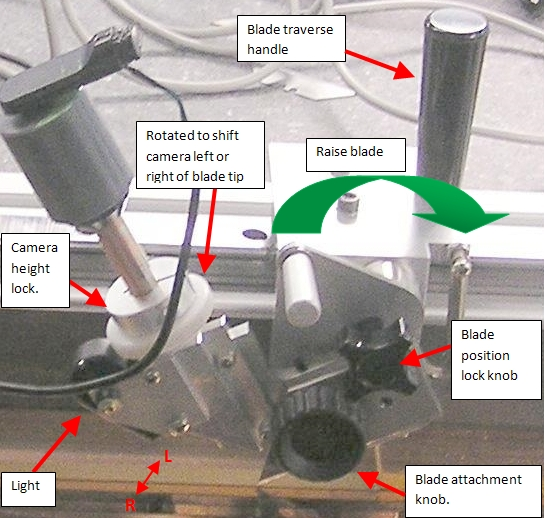 Blade traverse
handle
Rotated to shift
camera left or
right of blade tip
Raise blade
Camera
height
lock.
Blade
position
lock knob
L
R
Light
Blade attachment
knob.